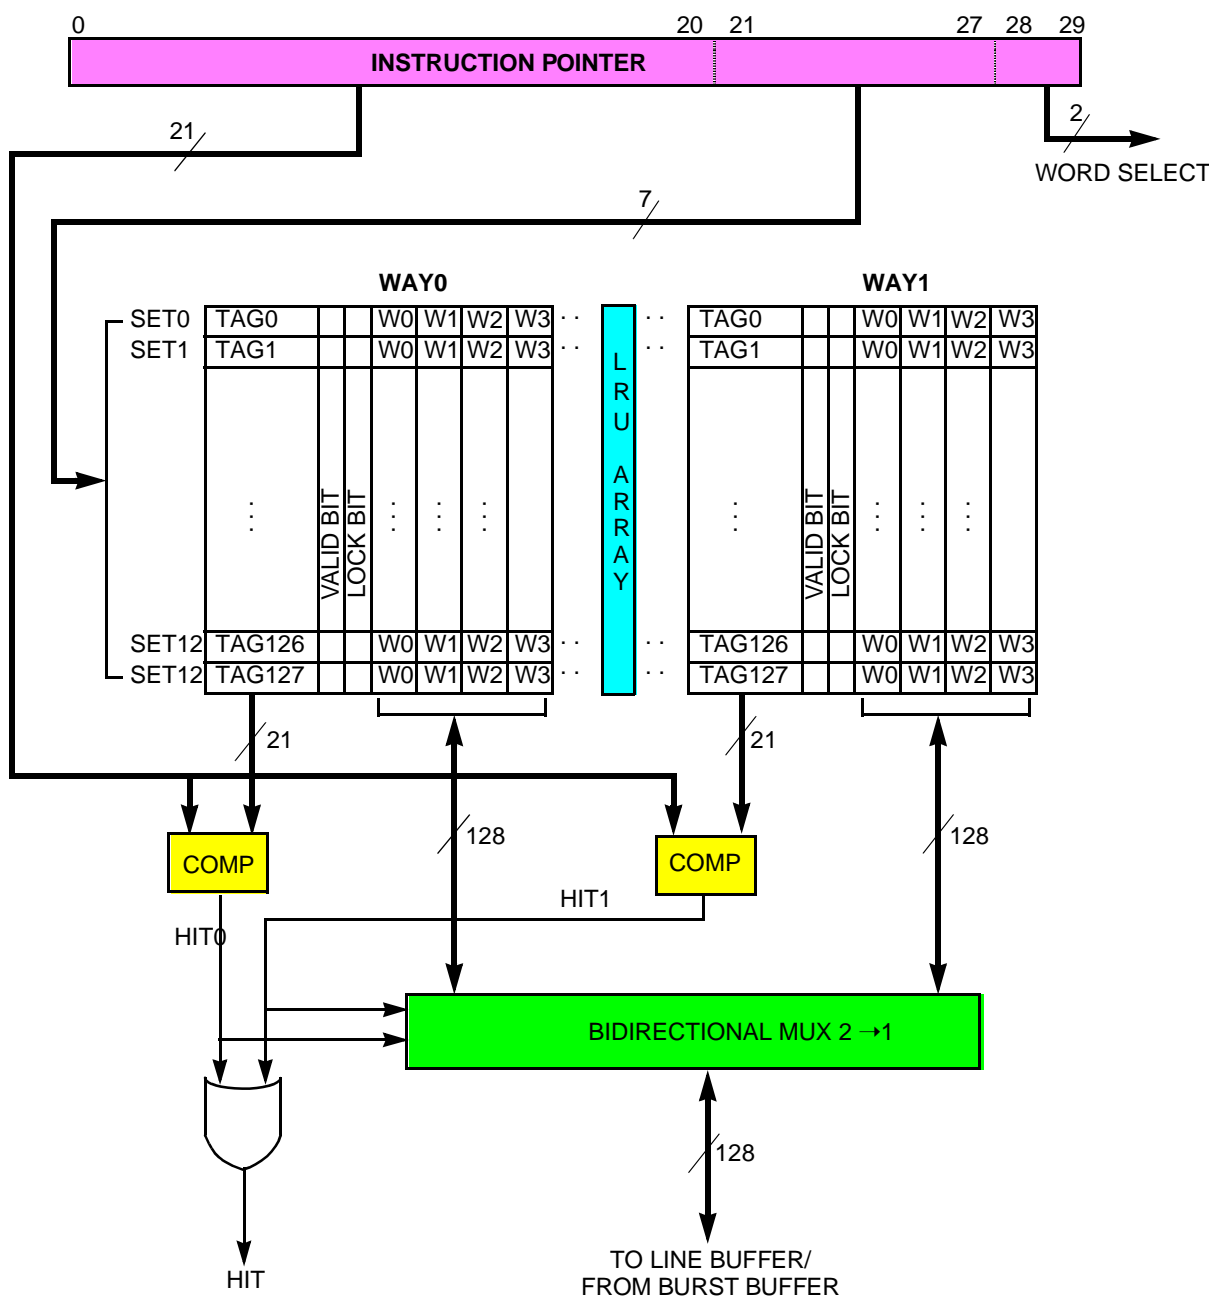 0 20 21 27 28 29
INSTRUCTION POINTER
21
2
WORD SELECT
7
WAY0 WAY1
SET0 TAG0 W0 W1 W2 W3 TAG0 W0 W1 W2 W3
SET1 TAG1 W0 W1 W2 W3 TAG1 W0 W1 W2 W3
VALID BIT
LOCK BIT
LRU ARRAY
VALID BIT
LOCK BIT
SET12 TAG126 W0 W1 W2 W3 TAG126 W0 W1 W2 W3
SET12 TAG127 W0 W1 W2 W3 TAG127 W0 W1 W2 W3
21 21
128 128
COMP COMP
HIT1
HIT0
BIDIRECTIONAL MUX 2 →1
128
TO LINE BUFFER/
FROM BURST BUFFER
HIT